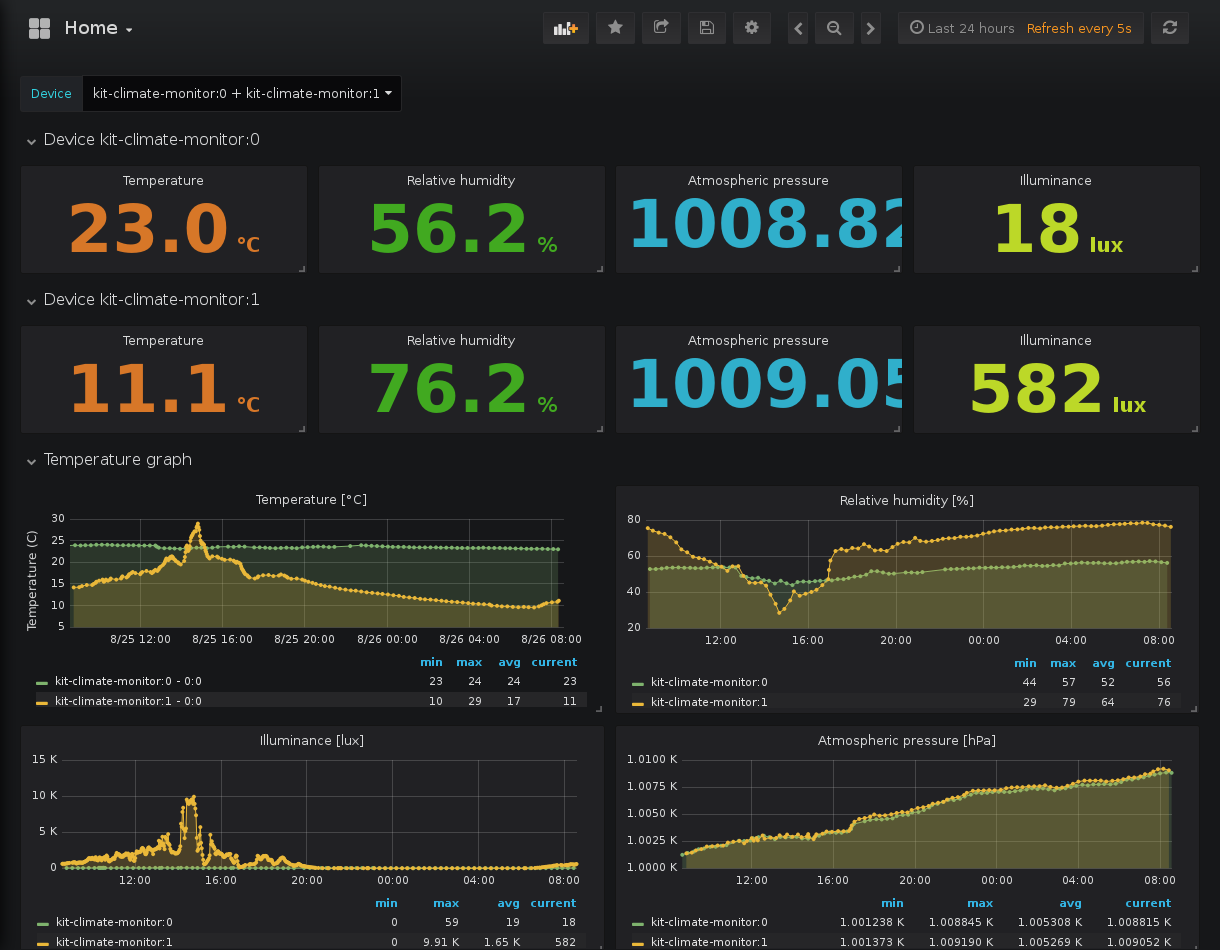 Home
Last 24 hours Refresh every 5s
Device kit-climate-monitor:0 + kit-climate-monitor:1
Device kit-climate-monitor:0
Temperature Relative humidity Atmospheric pressure Illuminance
23.0 °C 56.2 % 1008.82 18 lux
Device kit-climate-monitor:1
Temperature Relative humidity Atmospheric pressure Illuminance
11.1 °C 76.2 % 1009.05 582 lux
Temperature graph
Temperature [°C]
Temperature (C)
30
25
20
15
10
5
8/25 12:00 8/25 16:00 8/25 20:00 8/26 00:00 8/26 04:00 8/26 08:00
min max avg current
kit-climate-monitor:0 - 0:0 23 24 24 23
kit-climate-monitor:1 - 0:0 10 29 17 11
Relative humidity [%]
80
60
40
20
12:00 16:00 20:00 00:00 04:00 08:00
min max avg current
kit-climate-monitor:0 44 57 52 56
kit-climate-monitor:1 29 79 64 76
Illuminance [lux]
15 K
10 K
5 K
0
12:00 16:00 20:00 00:00 04:00 08:00
min max avg current
kit-climate-monitor:0 0 59 19 18
kit-climate-monitor:1 0 9.91 K 1.65 K 582
Atmospheric pressure [hPa]
1.0100 K
1.0075 K
1.0050 K
1.0025 K
1.0000 K
12:00 16:00 20:00 00:00 04:00 08:00
min max avg current
kit-climate-monitor:0 1.001238 K 1.008845 K 1.005308 K 1.008815 K
kit-climate-monitor:1 1.001373 K 1.009190 K 1.005269 K 1.009052 K